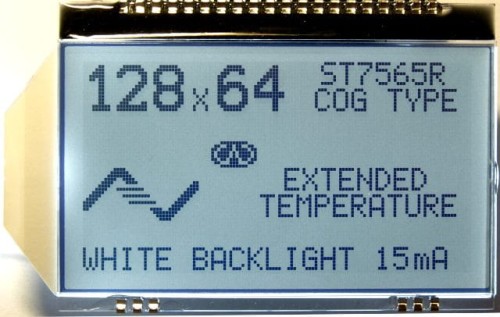 128x64
ST7565R
COG TYPE
EXTENDED
TEMPERATURE
WHITE BACKLIGHT 15mA